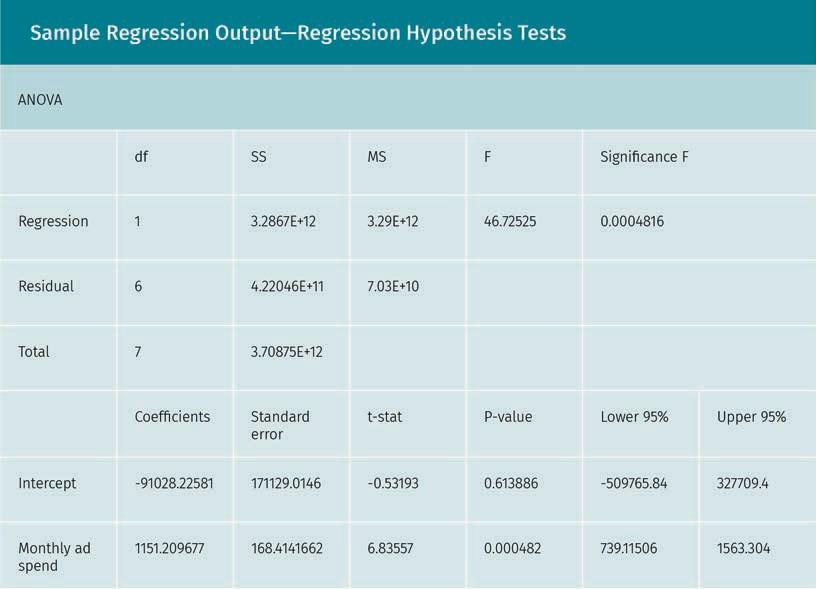 Sample Regression Output—Regression Hypothesis Tests
ANOVA
df SS MS F Significance F
Regression 1 3.2867E+12 3.29E+12 46.72525 0.0004816
Residual 6 4.22046E+11 7.03E+10
Total 7 3.70875E+12
Coefficients Standard error t-stat P-value Lower 95% Upper 95%
Intercept -91028.22581 171129.0146 -0.53193 0.613886 -509765.84 327709.4
Monthly ad spend 1151.209677 168.4141662 6.83557 0.000482 739.11506 1563.304